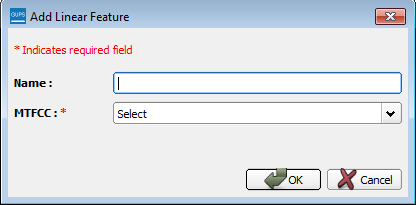 GUPS Add Linear Feature
* Indicates required field
Name :
MTFCC : * Select
OK Cancel